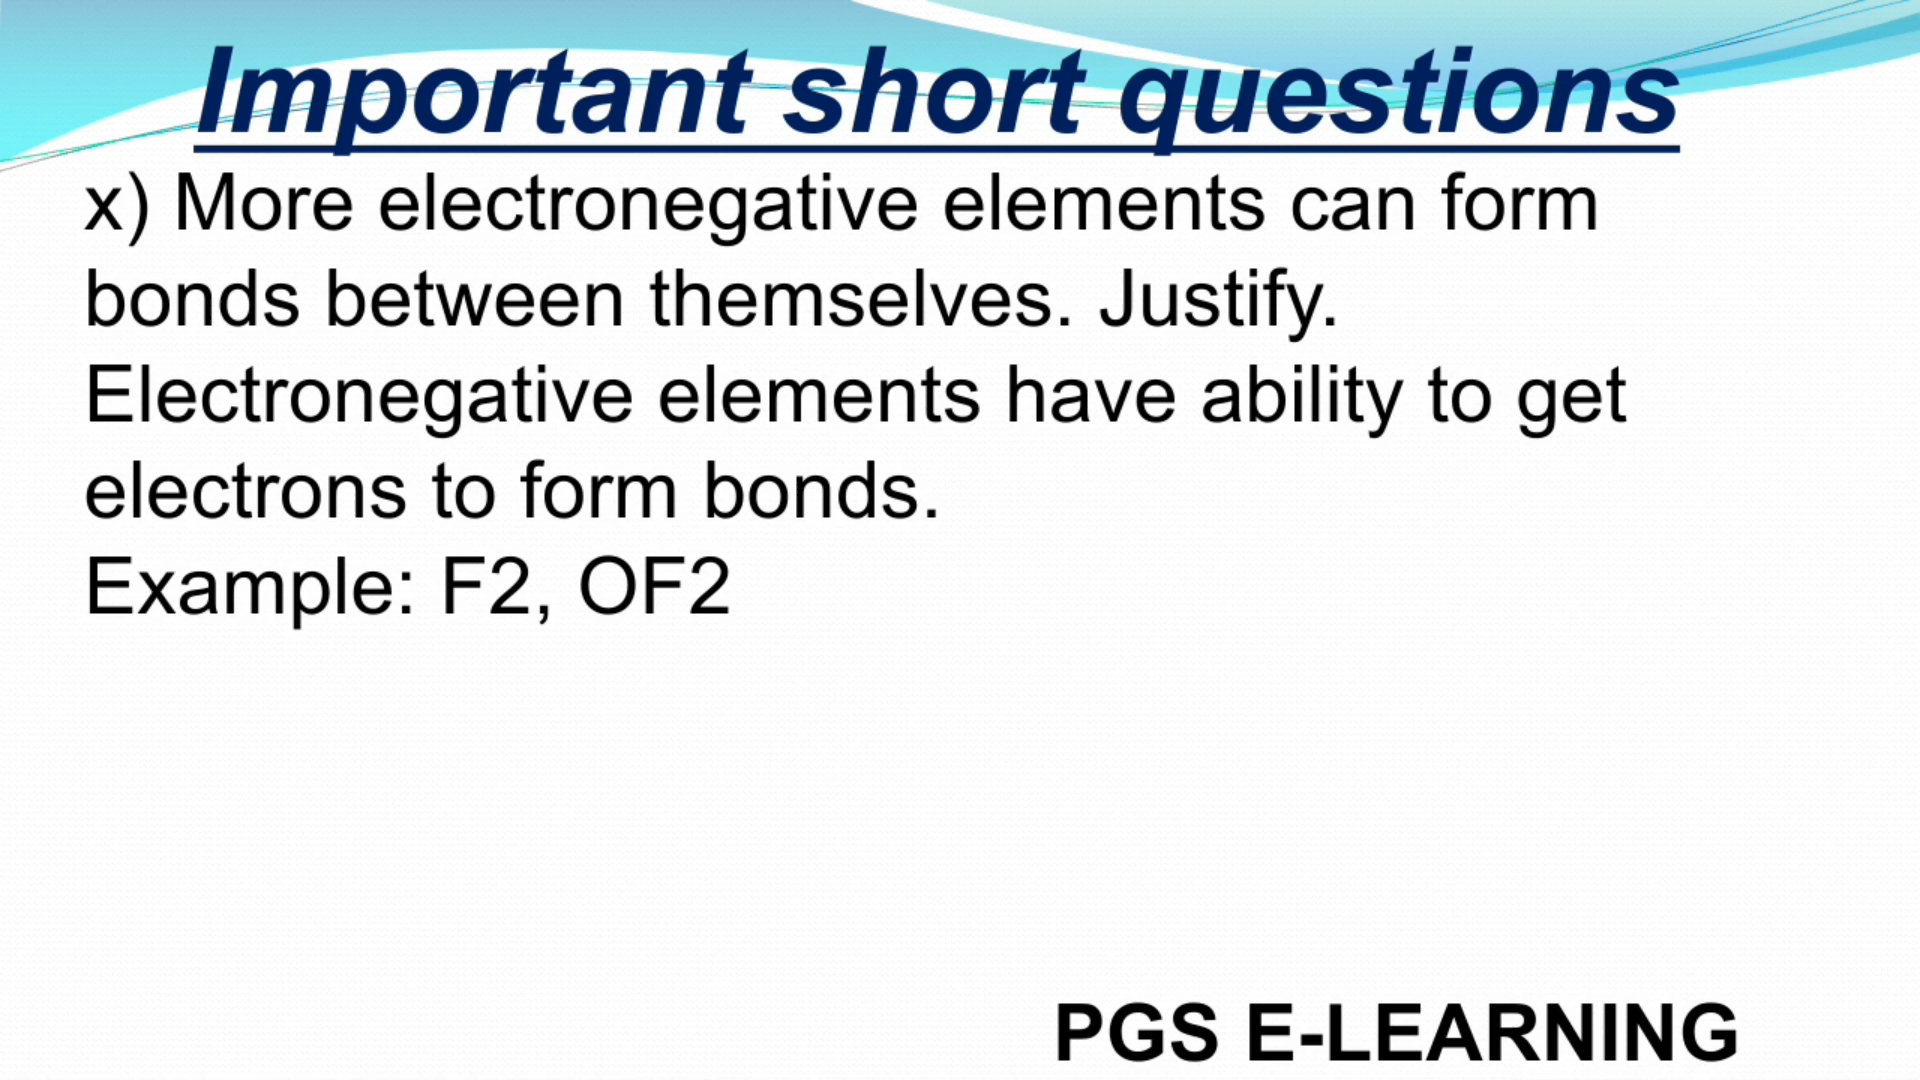 Important short questions
x) More electronegative elements can form
bonds between themselves. Justify.
Electronegative elements have ability to get
electrons to form bonds.
Example: F2, OF2
PGS E-LEARNING